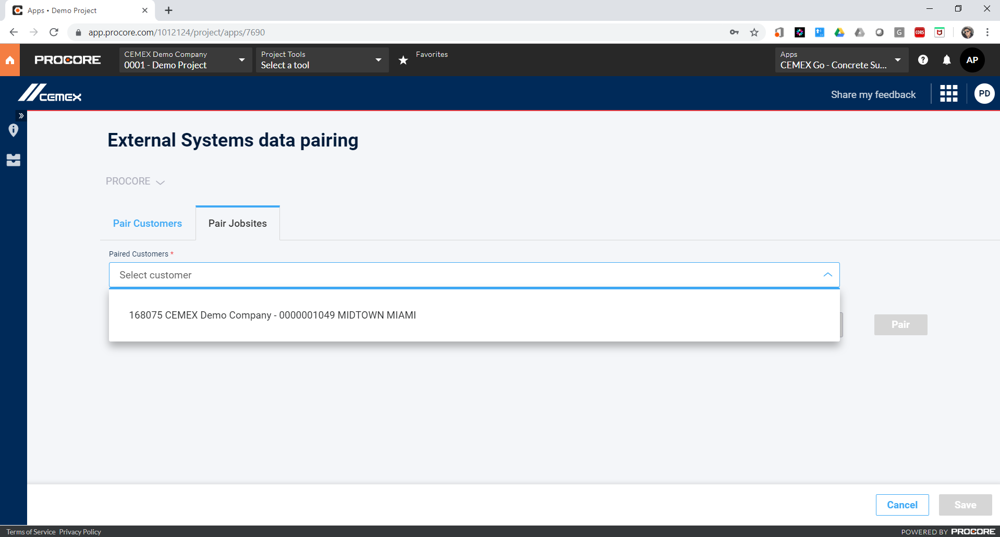 Apps • Demo Project
app.procore.com/1012124/project/apps/7690
G
CORS
PROCORE
CEMEX Demo Company
0001 - Demo Project
Project Tools
Select a tool
Favorites
Apps
CEMEX Go - Concrete Su...
?
AP
CEMEX
Share my feedback
PD
External Systems data pairing
PROCORE
Pair Customers
Pair Jobsites
Paired Customers *
Select customer
168075 CEMEX Demo Company - 0000001049 MIDTOWN MIAMI
Pair
Cancel
Save
Terms of Service Privacy Policy
POWERED BY PROCORE